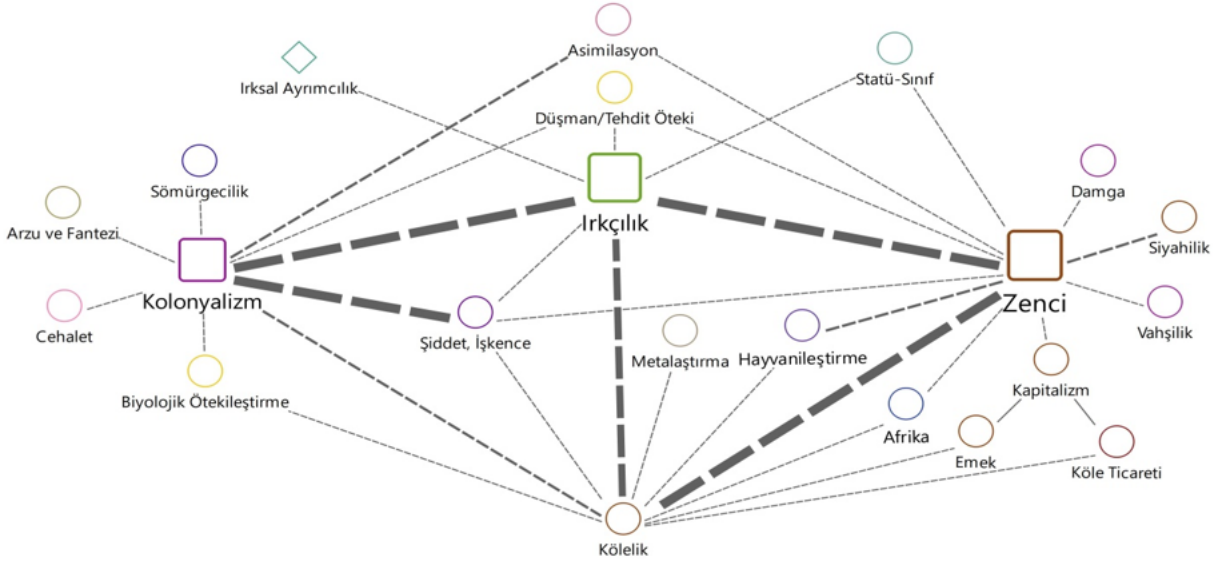 Asimilasyon
Irksal Ayrımcılık
Statü-Sınıf
Düşman/Tehdit Öteki
Sömürgecilik
Damga
Arzu ve Fantezi
Irkçılık
Siyahilik
Kolonyalizm
Zenci
Cehalet
Şiddet, İşkence
Metalaştırma
Hayvanileştirme
Vahşilik
Biyolojik Ötekileştirme
Kapitalizm
Afrika
Emek
Köle Ticareti
Kölelik